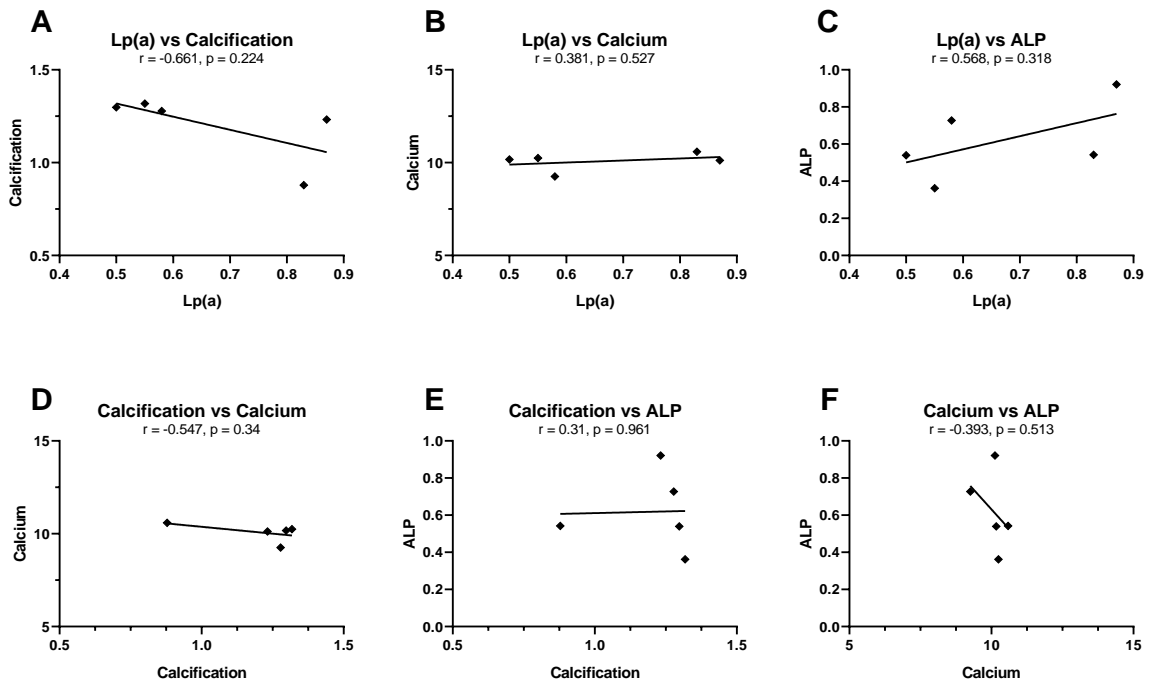 A
Lp(a) vs Calcification
r = -0.661, p = 0.224
Calcification
1.5
1.0
0.5
0.4 0.5 0.6 0.7 0.8 0.9
Lp(a)
B
Lp(a) vs Calcium
r = 0.381, p = 0.527
Calcium
15
10
5
0.4 0.5 0.6 0.7 0.8 0.9
Lp(a)
C
Lp(a) vs ALP
r = 0.568, p = 0.318
ALP
1.0
0.8
0.6
0.4
0.2
0.0
0.4 0.5 0.6 0.7 0.8 0.9
Lp(a)
D
Calcification vs Calcium
r = -0.547, p = 0.34
Calcium
15
10
5
0.5 1.0 1.5
Calcification
E
Calcification vs ALP
r = 0.31, p = 0.961
ALP
1.0
0.8
0.6
0.4
0.2
0.0
0.5 1.0 1.5
Calcification
F
Calcium vs ALP
r = -0.393, p = 0.513
ALP
1.0
0.8
0.6
0.4
0.2
0.0
5 10 15
Calcium